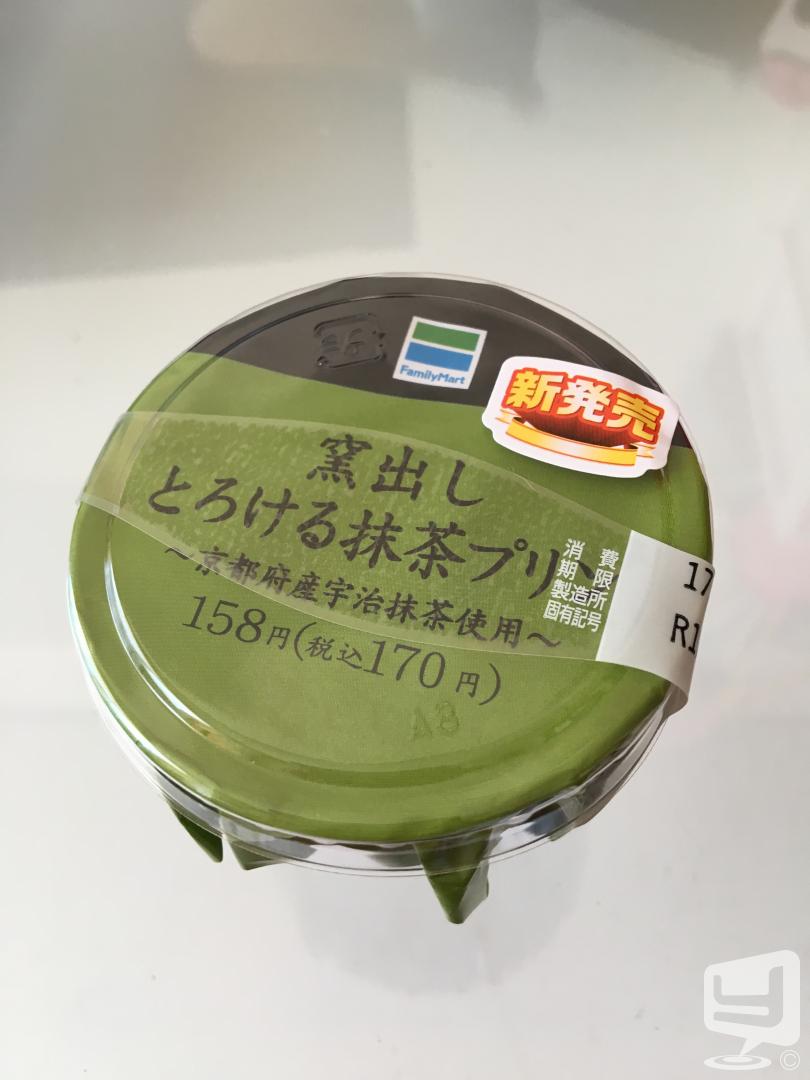 FamilyMart
新発売
窯出し
とろける抹茶プリン
～京都府産宇治抹茶使用～
158円(税込170円)
消費
期限
製造所
固有記号
17
R1